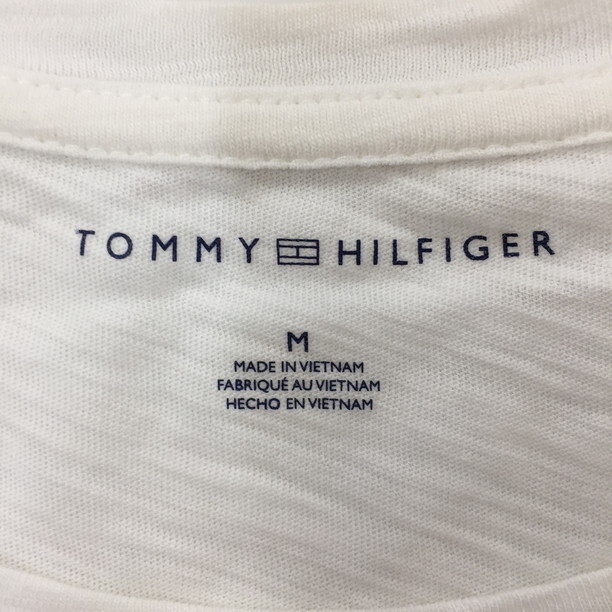 TOMMY HILFIGER
M
MADE IN VIETNAM
FABRIQUÉ AU VIETNAM
HECHO EN VIETNAM